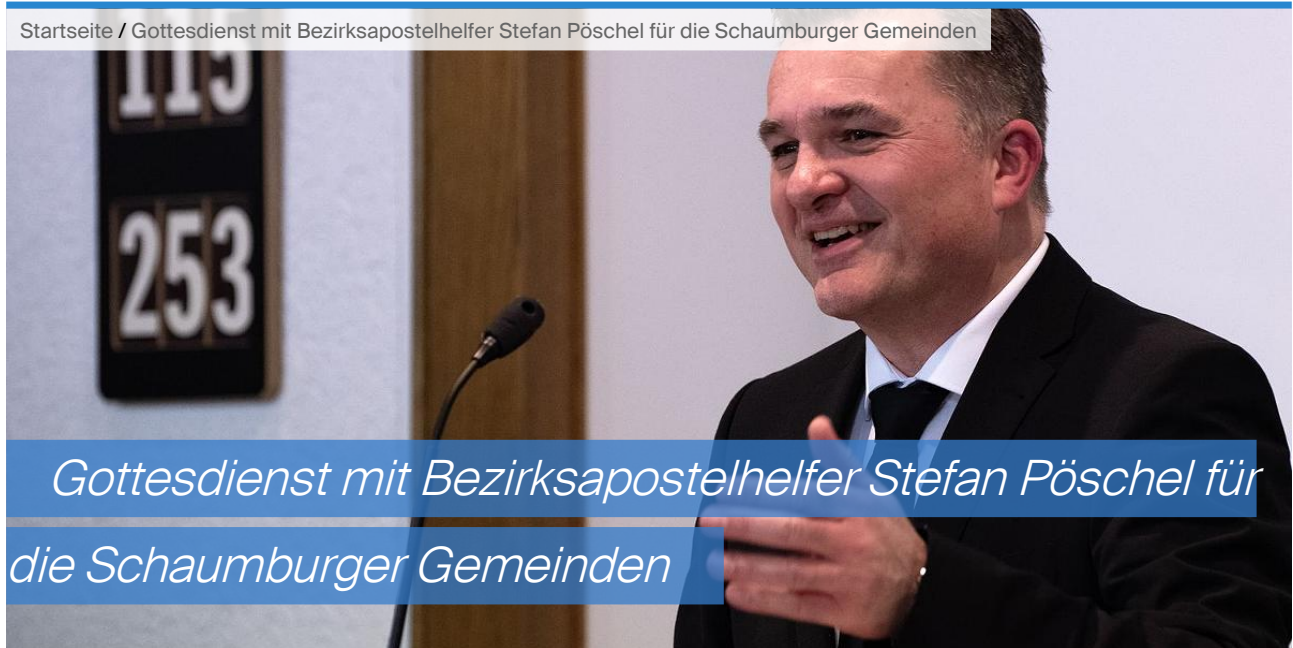 Startseite / Gottesdienst mit Bezirksapostelhelfer Stefan Pöschel für die Schaumburger Gemeinden
115
253
Gottesdienst mit Bezirksapostelhelfer Stefan Pöschel für
die Schaumburger Gemeinden